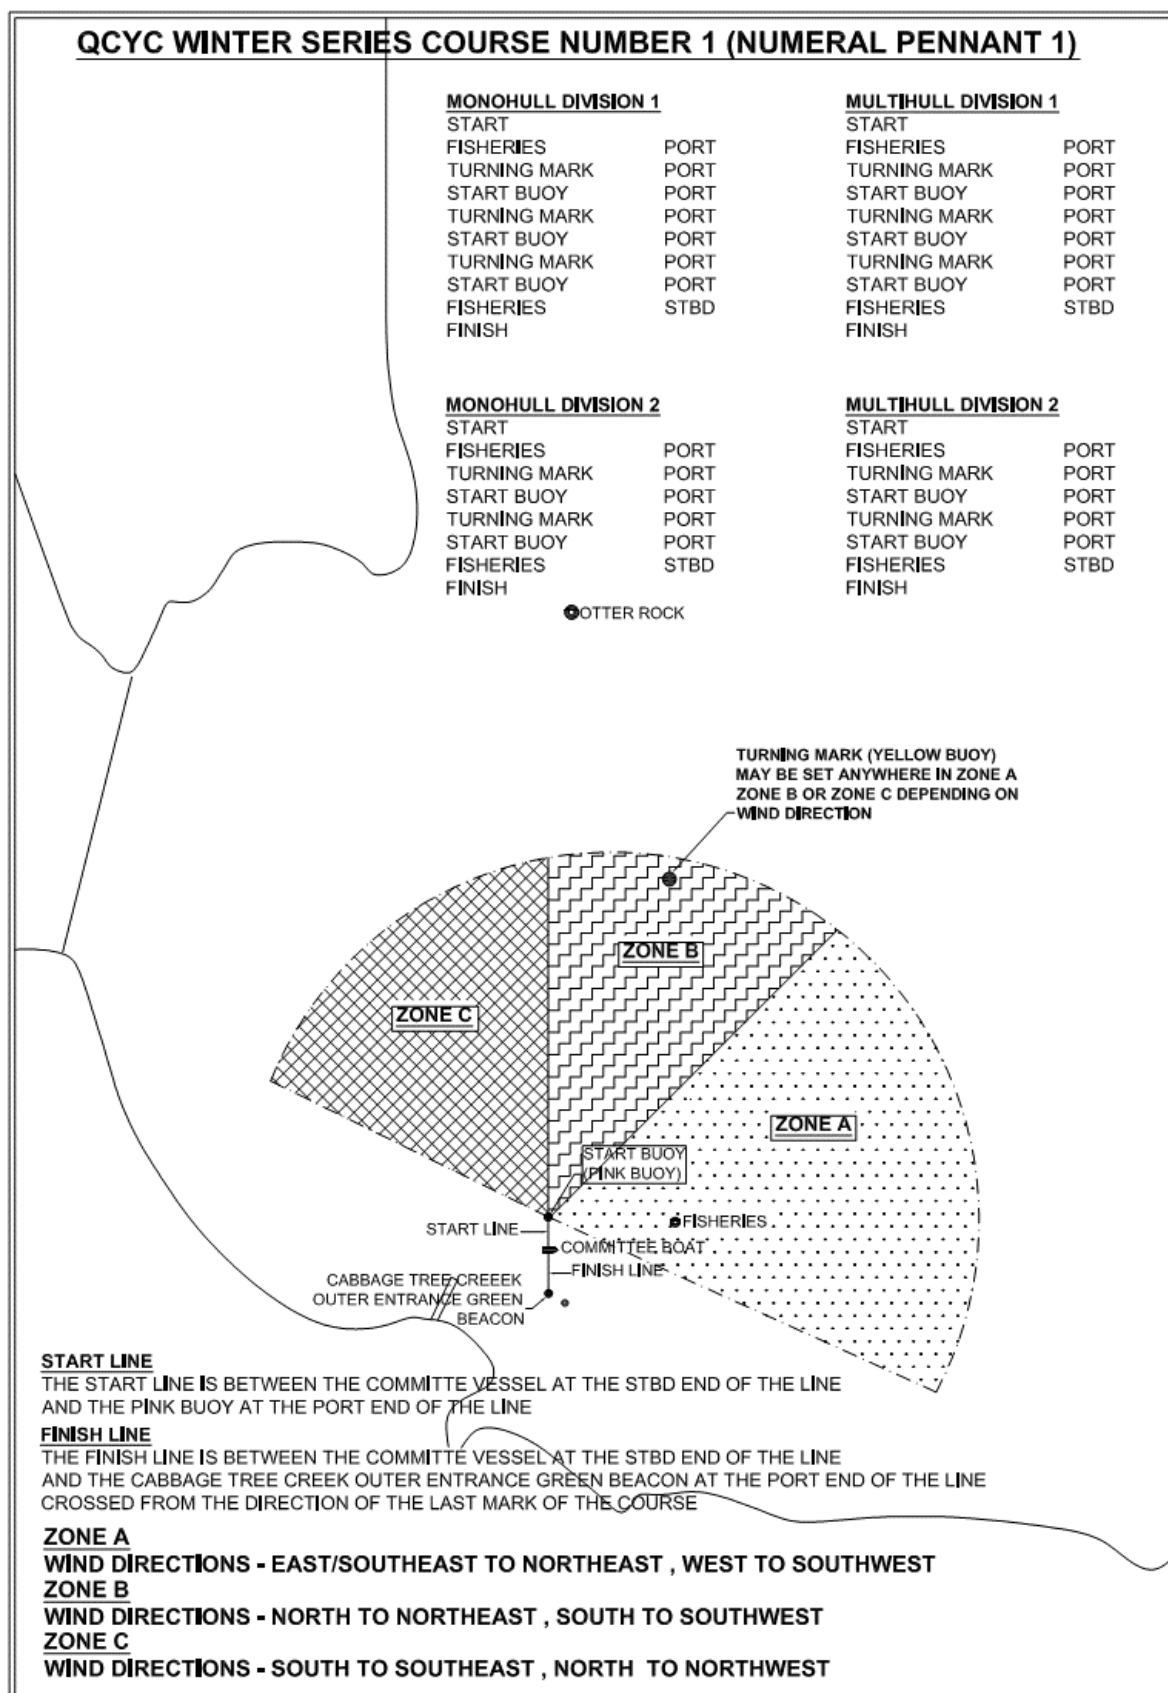 QCYC WINTER SERIES COURSE NUMBER 1 (NUMERAL PENNANT 1)
MONOHULL DIVISION 1
START
FISHERIES PORT
TURNING MARK PORT
START BUOY PORT
TURNING MARK PORT
START BUOY PORT
TURNING MARK PORT
START BUOY PORT
FISHERIES STBD
FINISH
MULTIHULL DIVISION 1
START
FISHERIES PORT
TURNING MARK PORT
START BUOY PORT
TURNING MARK PORT
START BUOY PORT
TURNING MARK PORT
START BUOY PORT
FISHERIES STBD
FINISH
MONOHULL DIVISION 2
START
FISHERIES PORT
TURNING MARK PORT
START BUOY PORT
TURNING MARK PORT
START BUOY PORT
FISHERIES STBD
FINISH
MULTIHULL DIVISION 2
START
FISHERIES PORT
TURNING MARK PORT
START BUOY PORT
TURNING MARK PORT
START BUOY PORT
FISHERIES STBD
FINISH
OTTER ROCK
TURNING MARK (YELLOW BUOY)
MAY BE SET ANYWHERE IN ZONE A
ZONE B OR ZONE C DEPENDING ON
WIND DIRECTION
ZONE B
ZONE C
ZONE A
START BUOY
(PINK BUOY)
START LINE
FISHERIES
COMMITTEE BOAT
FINISH LINE
CABBAGE TREE CREEEK
OUTER ENTRANCE GREEN
BEACON
START LINE
THE START LINE IS BETWEEN THE COMMITTE VESSEL AT THE STBD END OF THE LINE
AND THE PINK BUOY AT THE PORT END OF THE LINE
FINISH LINE
THE FINISH LINE IS BETWEEN THE COMMITTE VESSEL AT THE STBD END OF THE LINE
AND THE CABBAGE TREE CREEK OUTER ENTRANCE GREEN BEACON AT THE PORT END OF THE LINE
CROSSED FROM THE DIRECTION OF THE LAST MARK OF THE COURSE
ZONE A
WIND DIRECTIONS - EAST/SOUTHEAST TO NORTHEAST , WEST TO SOUTHWEST
ZONE B
WIND DIRECTIONS - NORTH TO NORTHEAST , SOUTH TO SOUTHWEST
ZONE C
WIND DIRECTIONS - SOUTH TO SOUTHEAST , NORTH TO NORTHWEST